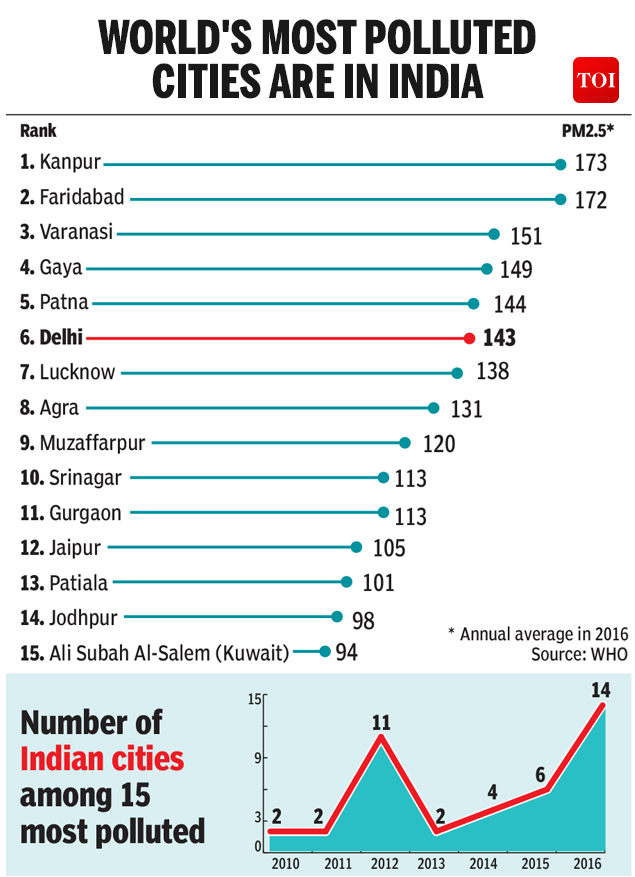 WORLD'S MOST POLLUTED
CITIES ARE IN INDIA
TOI
Rank PM2.5*
1. Kanpur 173
2. Faridabad 172
3. Varanasi 151
4. Gaya 149
5. Patna 144
6. Delhi 143
7. Lucknow 138
8. Agra 131
9. Muzaffarpur 120
10. Srinagar 113
11. Gurgaon 113
12. Jaipur 105
13. Patiala 101
14. Jodhpur 98
15. Ali Subah Al-Salem (Kuwait) 94
* Annual average in 2016
Source: WHO
Number of
Indian cities
among 15
most polluted
15
9
3
0
2 2 11 2 4 6 14
2010 2011 2012 2013 2014 2015 2016